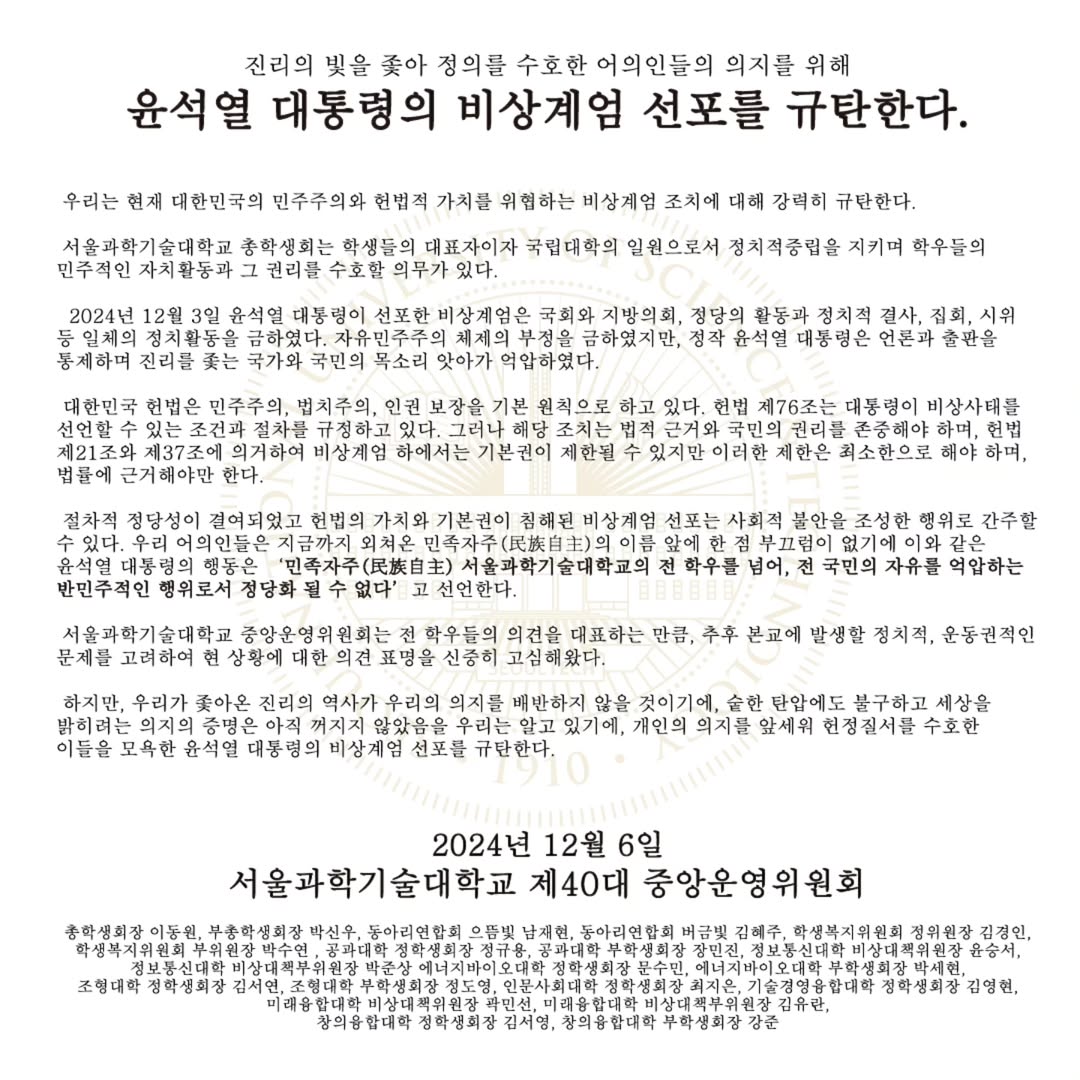 진리의 빛을 좇아 정의를 수호한 어의인들의 의지를 위해
윤석열 대통령의 비상계엄 선포를 규탄한다.
우리는 현재 대한민국의 민주주의와 헌법적 가치를 위협하는 비상계엄 조치에 대해 강력히 규탄한다.
서울과학기술대학교 총학생회는 학생들의 대표자이자 국립대학의 일원으로서 정치적중립을 지키며 학우들의
민주적인 자치활동과 그 권리를 수호할 의무가 있다.
2024년 12월 3일 윤석열 대통령이 선포한 비상계엄은 국회와 지방의회, 정당의 활동과 정치적 결사, 집회, 시위
등 일체의 정치활동을 금하였다. 자유민주주의 체제의 부정을 금하였지만, 정작 윤석열 대통령은 언론과 출판을
통제하며 진리를 좇는 국가와 국민의 목소리 앗아가 억압하였다.
대한민국 헌법은 민주주의, 법치주의, 인권 보장을 기본 원칙으로 하고 있다. 헌법 제76조는 대통령이 비상사태를
선언할 수 있는 조건과 절차를 규정하고 있다. 그러나 해당 조치는 법적 근거와 국민의 권리를 존중해야 하며, 헌법
제21조와 제37조에 의거하여 비상계엄 하에서는 기본권이 제한될 수 있지만 이러한 제한은 최소한으로 해야 하며,
법률에 근거해야만 한다.
절차적 정당성이 결여되었고 헌법의 가치와 기본권이 침해된 비상계엄 선포는 사회적 불안을 조성한 행위로 간주할
수 있다. 우리 어의인들은 지금까지 외쳐온 민족자주(民族自主)의 이름 앞에 한 점 부끄럼이 없기에 이와 같은
윤석열 대통령의 행동은 ‘민족자주(民族自主) 서울과학기술대학교의 전 학우를 넘어, 전 국민의 자유를 억압하는
반민주적인 행위로서 정당화 될 수 없다’ 고 선언한다.
서울과학기술대학교 중앙운영위원회는 전 학우들의 의견을 대표하는 만큼, 추후 본교에 발생할 정치적, 운동권적인
문제를 고려하여 현 상황에 대한 의견 표명을 신중히 고심해왔다.
하지만, 우리가 좇아온 진리의 역사가 우리의 의지를 배반하지 않을 것이기에, 숱한 탄압에도 불구하고 세상을
밝히려는 의지의 증명은 아직 꺼지지 않았음을 우리는 알고 있기에, 개인의 의지를 앞세워 헌정질서를 수호한
이들을 모욕한 윤석열 대통령의 비상계엄 선포를 규탄한다.
SEOULTECH
SEOUL NATIONAL UNIVERSITY OF SCIENCE & TECHNOLOGY
1910
2024년 12월 6일
서울과학기술대학교 제40대 중앙운영위원회
총학생회장 이동원, 부총학생회장 박신우, 동아리연합회 으뜸빛 남재현, 동아리연합회 버금빛 김혜주, 학생복지위원회 정위원장 김경인,
학생복지위원회 부위원장 박수연 , 공과대학 정학생회장 정규용, 공과대학 부학생회장 장민진, 정보통신대학 비상대책위원장 윤승서,
정보통신대학 비상대책부위원장 박준상 에너지바이오대학 정학생회장 문수민, 에너지바이오대학 부학생회장 박세현,
조형대학 정학생회장 김서연, 조형대학 부학생회장 정도영, 인문사회대학 정학생회장 최지은, 기술경영융합대학 정학생회장 김영현,
미래융합대학 비상대책위원장 곽민선, 미래융합대학 비상대책부위원장 김유란,
창의융합대학 정학생회장 김서영, 창의융합대학 부학생회장 강준